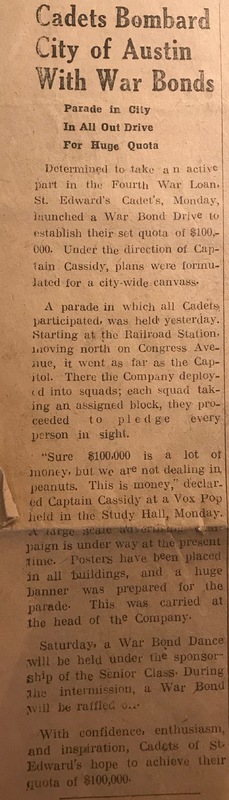 Cadets Bombard
City of Austin
With War Bonds
Parade in City
In All Out Drive
For Huge Quota
Determined to take an active
part in the Fourth War Loan,
St. Edward's Cadet's, Monday,
launched a War Bond Drive to
establish their set quota of $100,-
000. Under the direction of Cap-
tain Cassidy, plans were formu-
lated for a city-wide canvass.
A parade in which all Cadets
participated, was held yesterday.
Starting at the Railroad Station,
moving north on Congress Ave-
nue, it went as far as the Cap-
itol. There the Company deploy-
ed into squads; each squad tak-
ing an assigned block, they pro-
ceeded to pledge every
person in sight.
"Sure $100,000 is a lot of
money, but we are not dealing in
peanuts. This is money," declar-
ed Captain Cassidy at a Vox Pop
held in the Study Hall, Monday.
A large scale advertising cam-
paign is under way at the present
time. Posters have been placed
in all buildings, and a huge
banner was prepared for the
parade. This was carried at
the head of the Company.
Saturday, a War Bond Dance
will be held under the sponsor-
ship of the Senior Class. During
the intermission, a War Bond
will be raffled
With confidence, enthusiasm,
and inspiration, Cadets of St.
Edward's hope to achieve their
quota of $100,000.